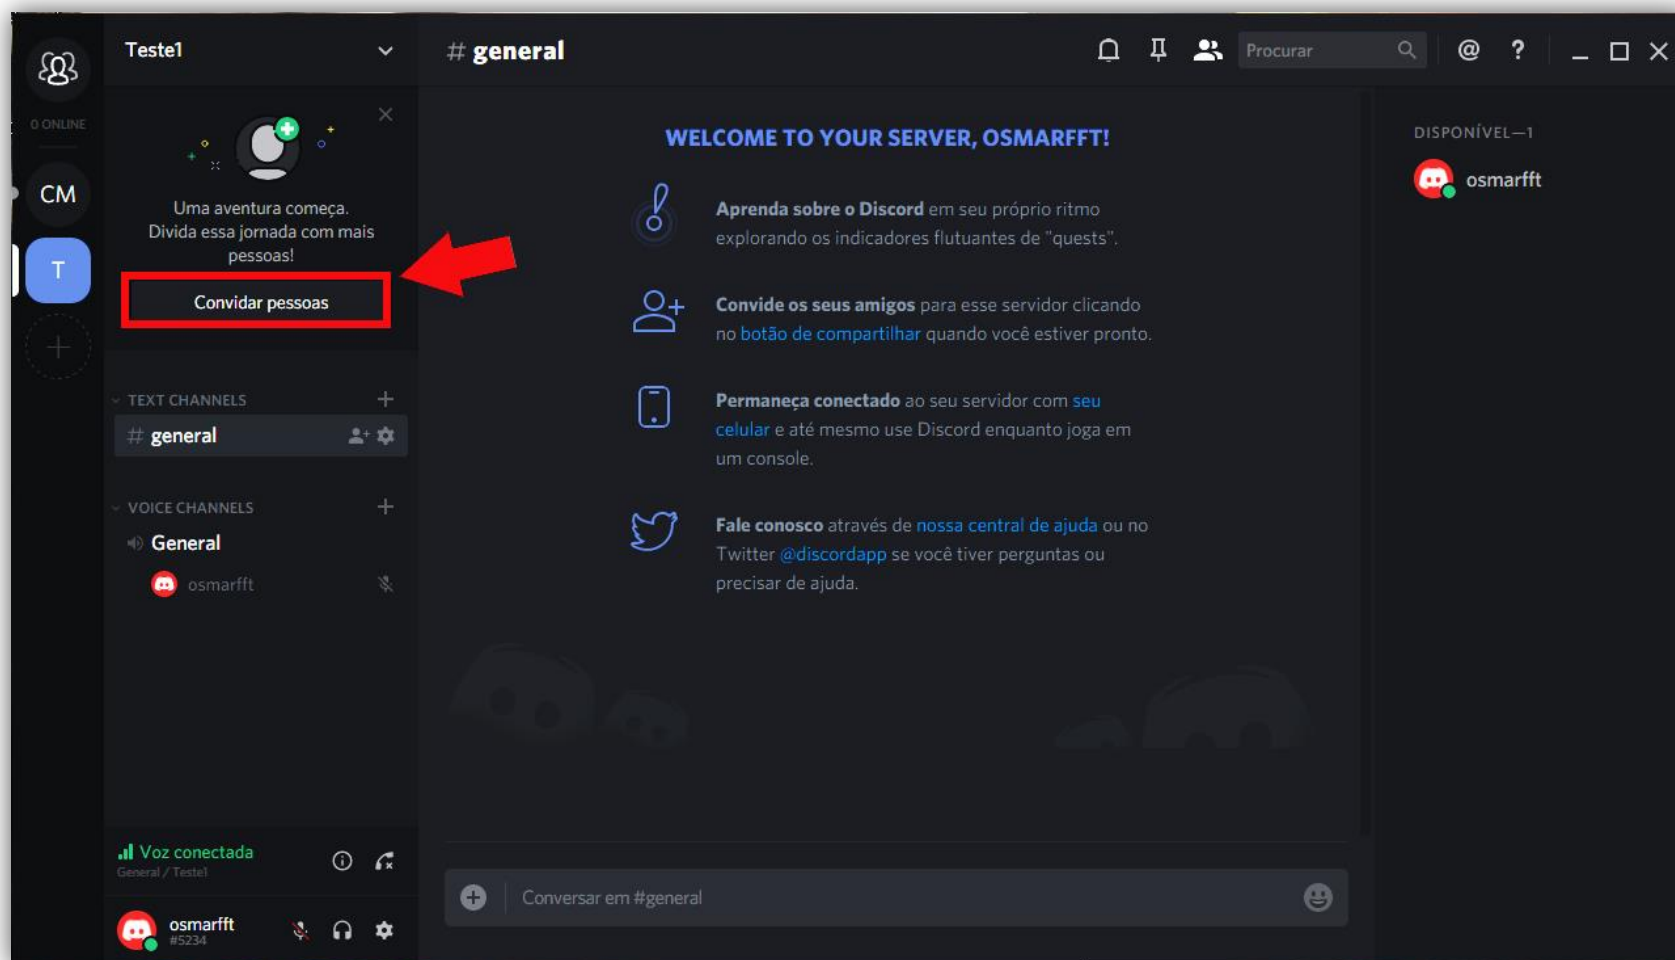 Teste1
# general
Procurar
@
?
0 ONLINE
CM
T
Uma aventura começa.
Divida essa jornada com mais
pessoas!
Convidar pessoas
TEXT CHANNELS
# general
VOICE CHANNELS
General
osmarfft
Voz conectada
General / Teste1
osmarfft
#5234
WELCOME TO YOUR SERVER, OSMARFFT!
Aprenda sobre o Discord em seu próprio ritmo
explorando os indicadores flutuantes de "quests".
Convide os seus amigos para esse servidor clicando
no botão de compartilhar quando você estiver pronto.
Permaneça conectado ao seu servidor com seu
celular e até mesmo use Discord enquanto joga em
um console.
Fale conosco através de nossa central de ajuda ou no
Twitter @discordapp se você tiver perguntas ou
precisar de ajuda.
Conversar em #general
DISPONÍVEL—1
osmarfft